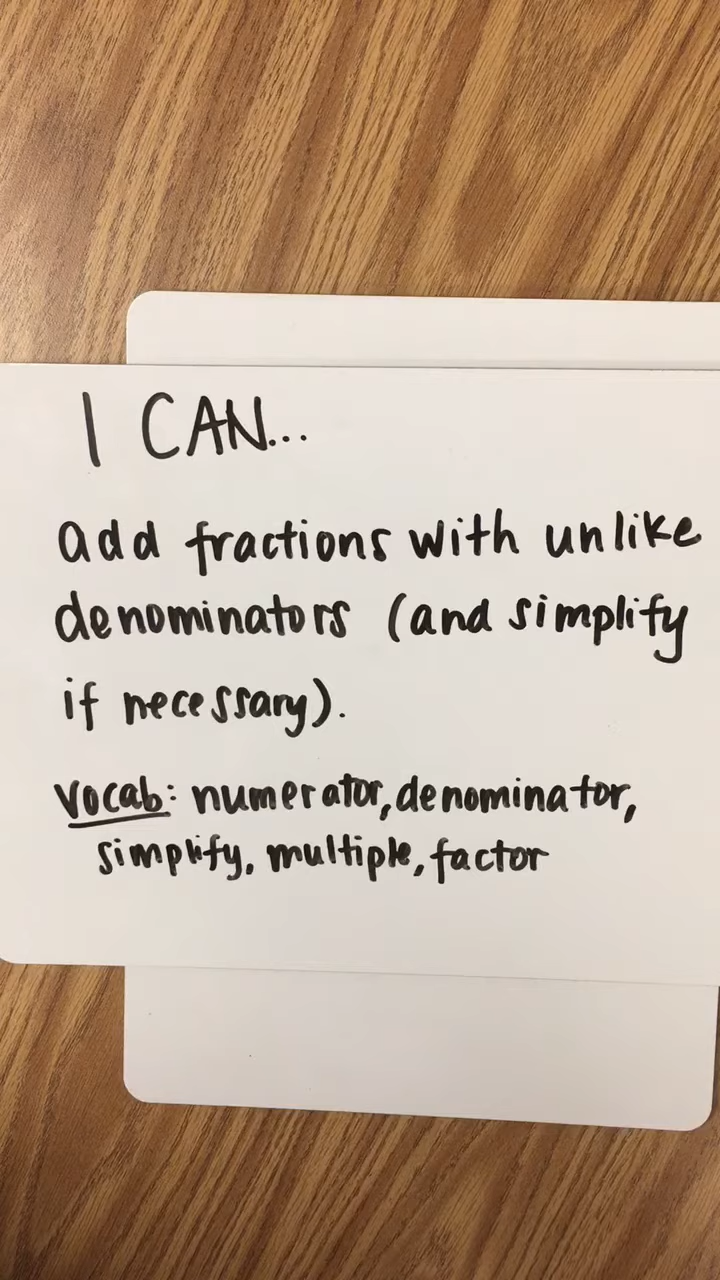 I CAN...
add fractions with unlike
denominators (and simplify
if necessary).
Vocab: numerator, denominator,
simplify, multiple, factor